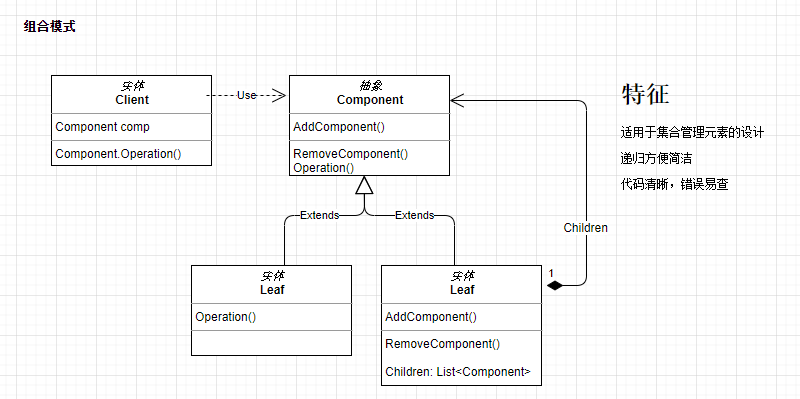 组合模式
实体
Client
Component comp
Component.Operation()
Use
抽象
Component
AddComponent()
RemoveComponent()
Operation()
特征
适用于集合管理元素的设计
递归方便简洁
代码清晰，错误易查
Extends
Extends
Children
实体
Leaf
Operation()
实体
Leaf
AddComponent()
RemoveComponent()
Children: List<Component>
1